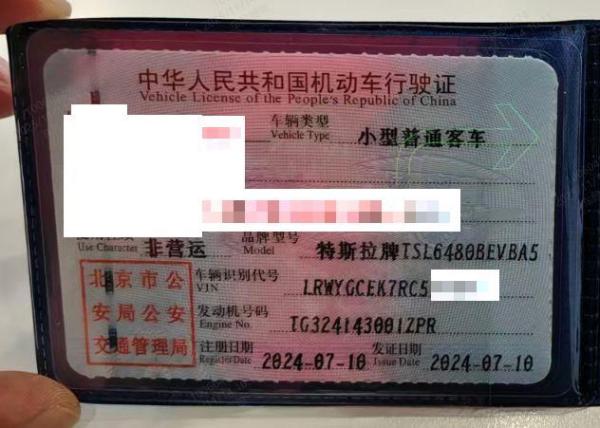 中华人民共和国机动车行驶证
Vehicle License of the People's Republic of China
车辆类型
Vehicle Type
小型普通客车
Use Character
非营运
品牌型号
Model
特斯拉牌TSL6480BEVBA5
北京市公
安局公安
交通管理局
车辆识别代号
VIN
LRWYGCEK7RC5
发动机号码
Engine No.
TG324143001ZPR
注册日期
Register Date
2024-07-10
发证日期
Issue Date
2024-07-10